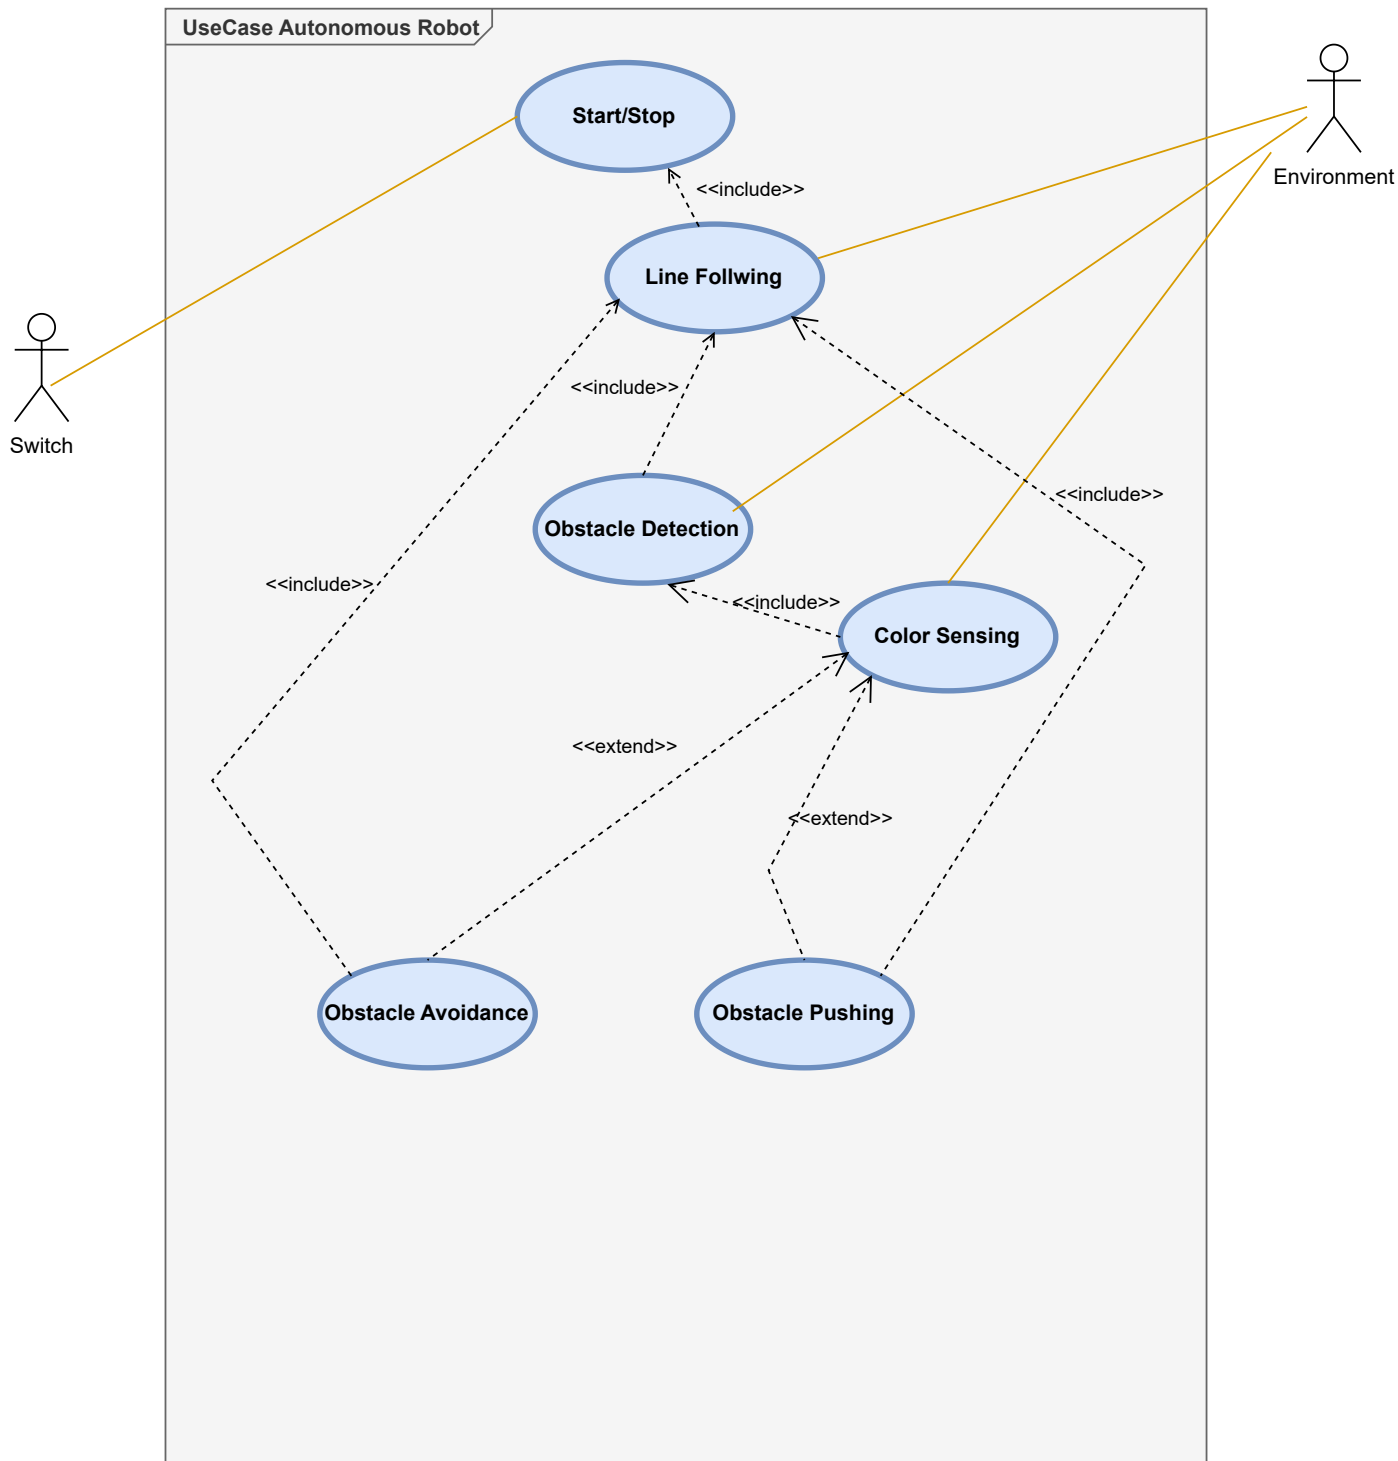 UseCase Autonomous Robot
Start/Stop
Environment
<<include>>
Line Follwing
<<include>>
Switch
<<include>>
Obstacle Detection
<<include>>
<<include>>
Color Sensing
<<extend>>
<<extend>>
Obstacle Avoidance
Obstacle Pushing